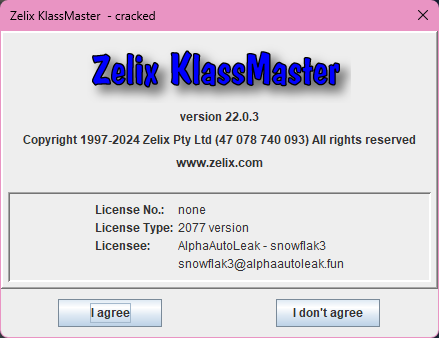 Zelix KlassMaster - cracked
Zelix KlassMaster
version 22.0.3
Copyright 1997-2024 Zelix Pty Ltd (47 078 740 093) All rights reserved
www.zelix.com
License No.: none
License Type: 2077 version
Licensee: AlphaAutoLeak - snowflak3
snowflak3@alphaautoleak.fun
I agree I don't agree